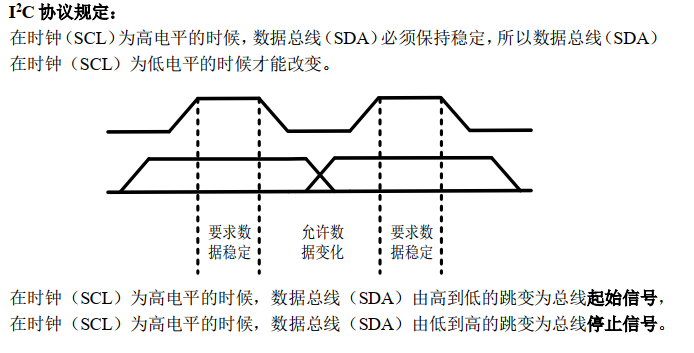 I²C 协议规定：
在时钟（SCL）为高电平的时候，数据总线（SDA）必须保持稳定，所以数据总线（SDA）
在时钟（SCL）为低电平的时候才能改变。
要求数
据稳定
允许数
据变化
要求数
据稳定
在时钟（SCL）为高电平的时候，数据总线（SDA）由高到低的跳变为总线起始信号，
在时钟（SCL）为高电平的时候，数据总线（SDA）由低到高的跳变为总线停止信号。